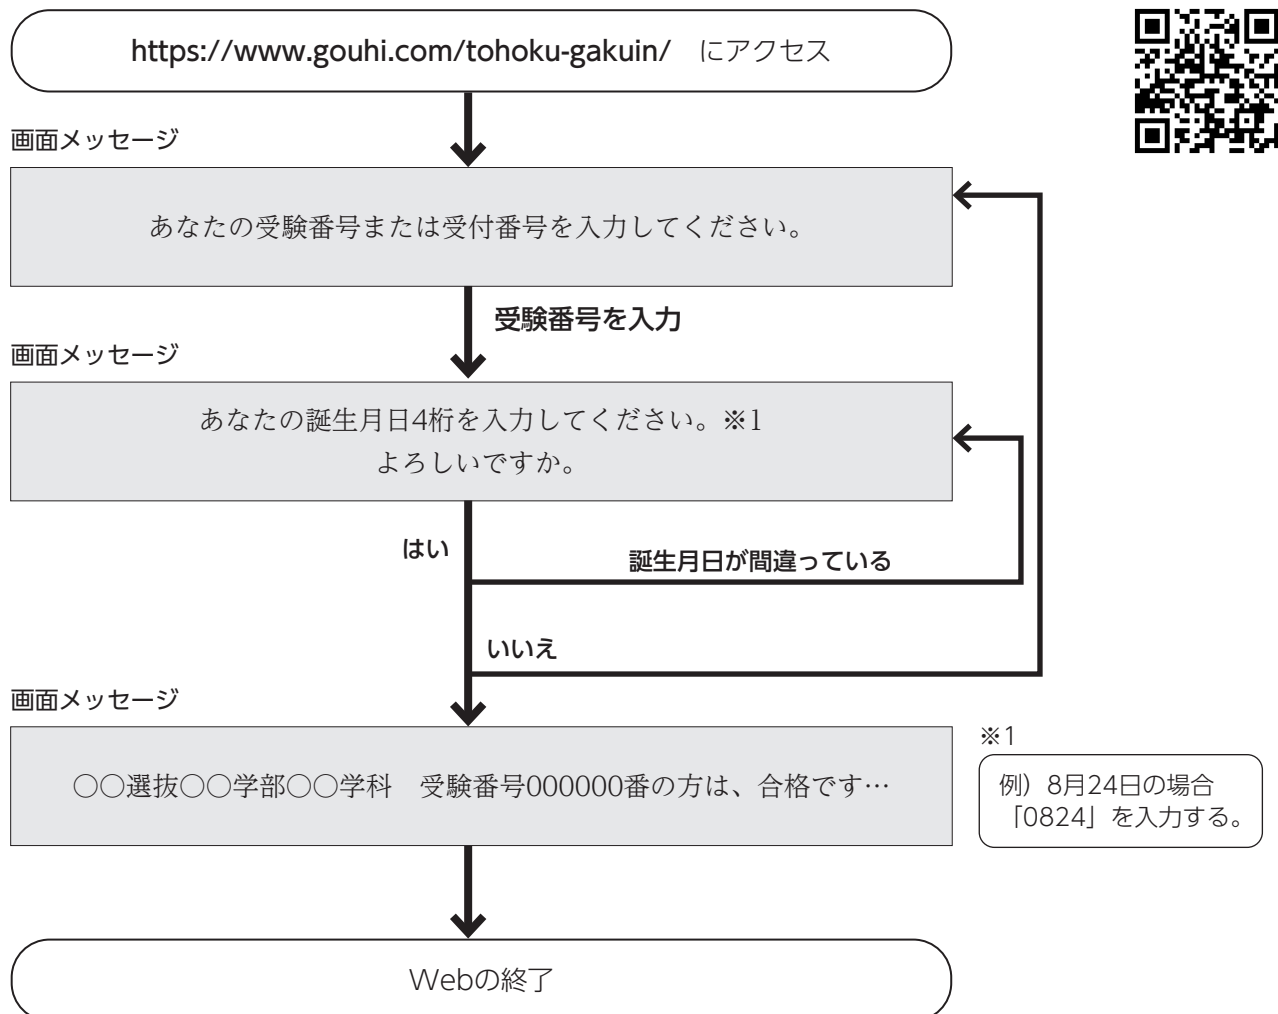 https://www.gouhi.com/tohoku-gakuin/　にアクセス
画面メッセージ
あなたの受験番号または受付番号を入力してください。
受験番号を入力
画面メッセージ
あなたの誕生月日4桁を入力してください。※1
よろしいですか。
はい
誕生月日が間違っている
いいえ
画面メッセージ
○○選抜○○学部○○学科　受験番号000000番の方は、合格です…
※1
例）8月24日の場合
「0824」を入力する。
Webの終了